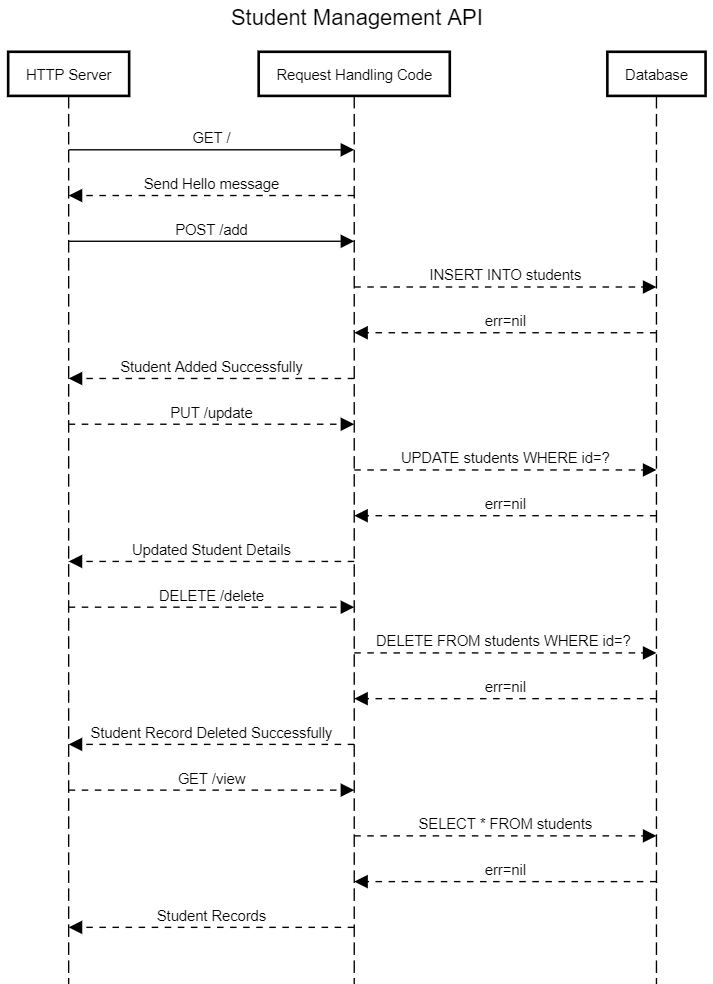 Student Management API
HTTP Server
Request Handling Code
Database
GET /
Send Hello message
POST /add
INSERT INTO students
err=nil
Student Added Successfully
PUT /update
UPDATE students WHERE id=?
err=nil
Updated Student Details
DELETE /delete
DELETE FROM students WHERE id=?
err=nil
Student Record Deleted Successfully
GET /view
SELECT * FROM students
err=nil
Student Records